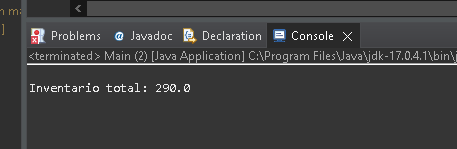 ]
Problems @ Javadoc Declaration Console
<terminated> Main (2) [Java Application] C:\Program Files\Java\jdk-17.0.4.1\bin\j
Inventario total: 290.0